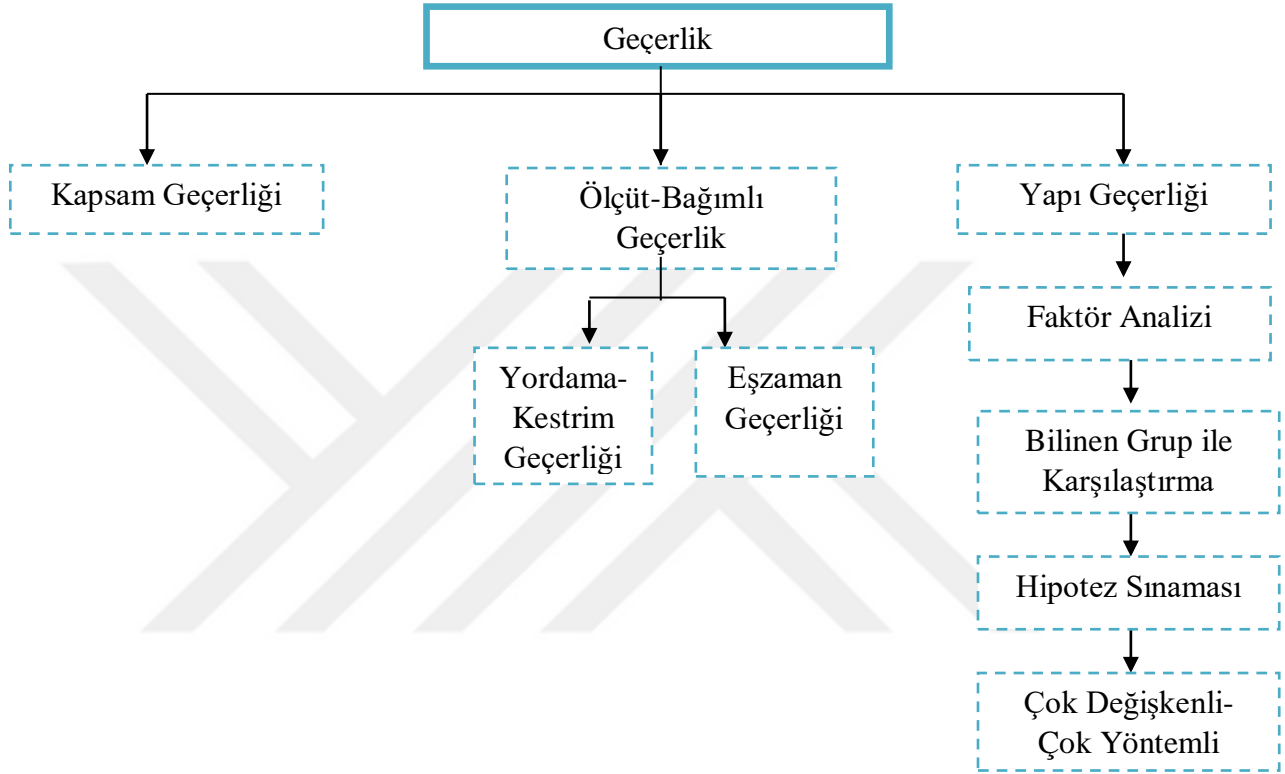 Geçerlik
Kapsam Geçerliği
Ölçüt-Bağımlı
Geçerlik
Yordama-
Kestrim
Geçerliği
Eşzaman
Geçerliği
Yapı Geçerliği
Faktör Analizi
Bilinen Grup ile
Karşılaştırma
Hipotez Sınaması
Çok Değişkenli-
Çok Yöntemli